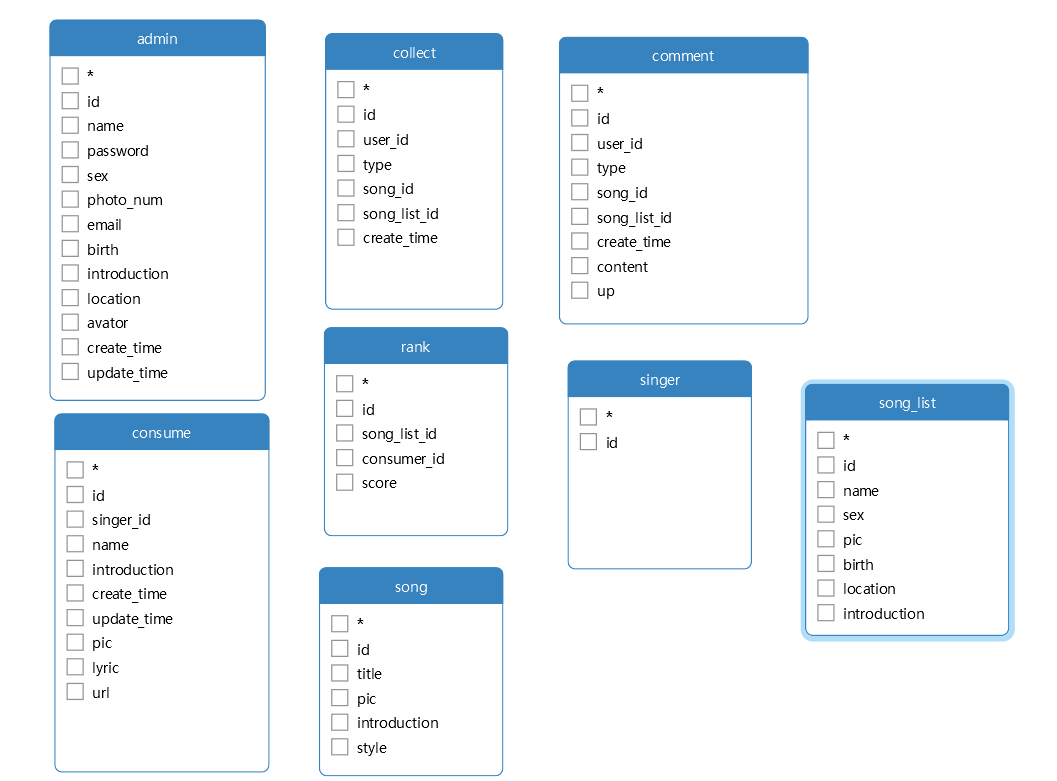 admin
*
id
name
password
sex
photo_num
email
birth
introduction
location
avator
create_time
update_time
collect
*
id
user_id
type
song_id
song_list_id
create_time
comment
*
id
user_id
type
song_id
song_list_id
create_time
content
up
rank
*
id
song_list_id
consumer_id
score
singer
*
id
song_list
*
id
name
sex
pic
birth
location
introduction
consume
*
id
singer_id
name
introduction
create_time
update_time
pic
lyric
url
song
*
id
title
pic
introduction
style